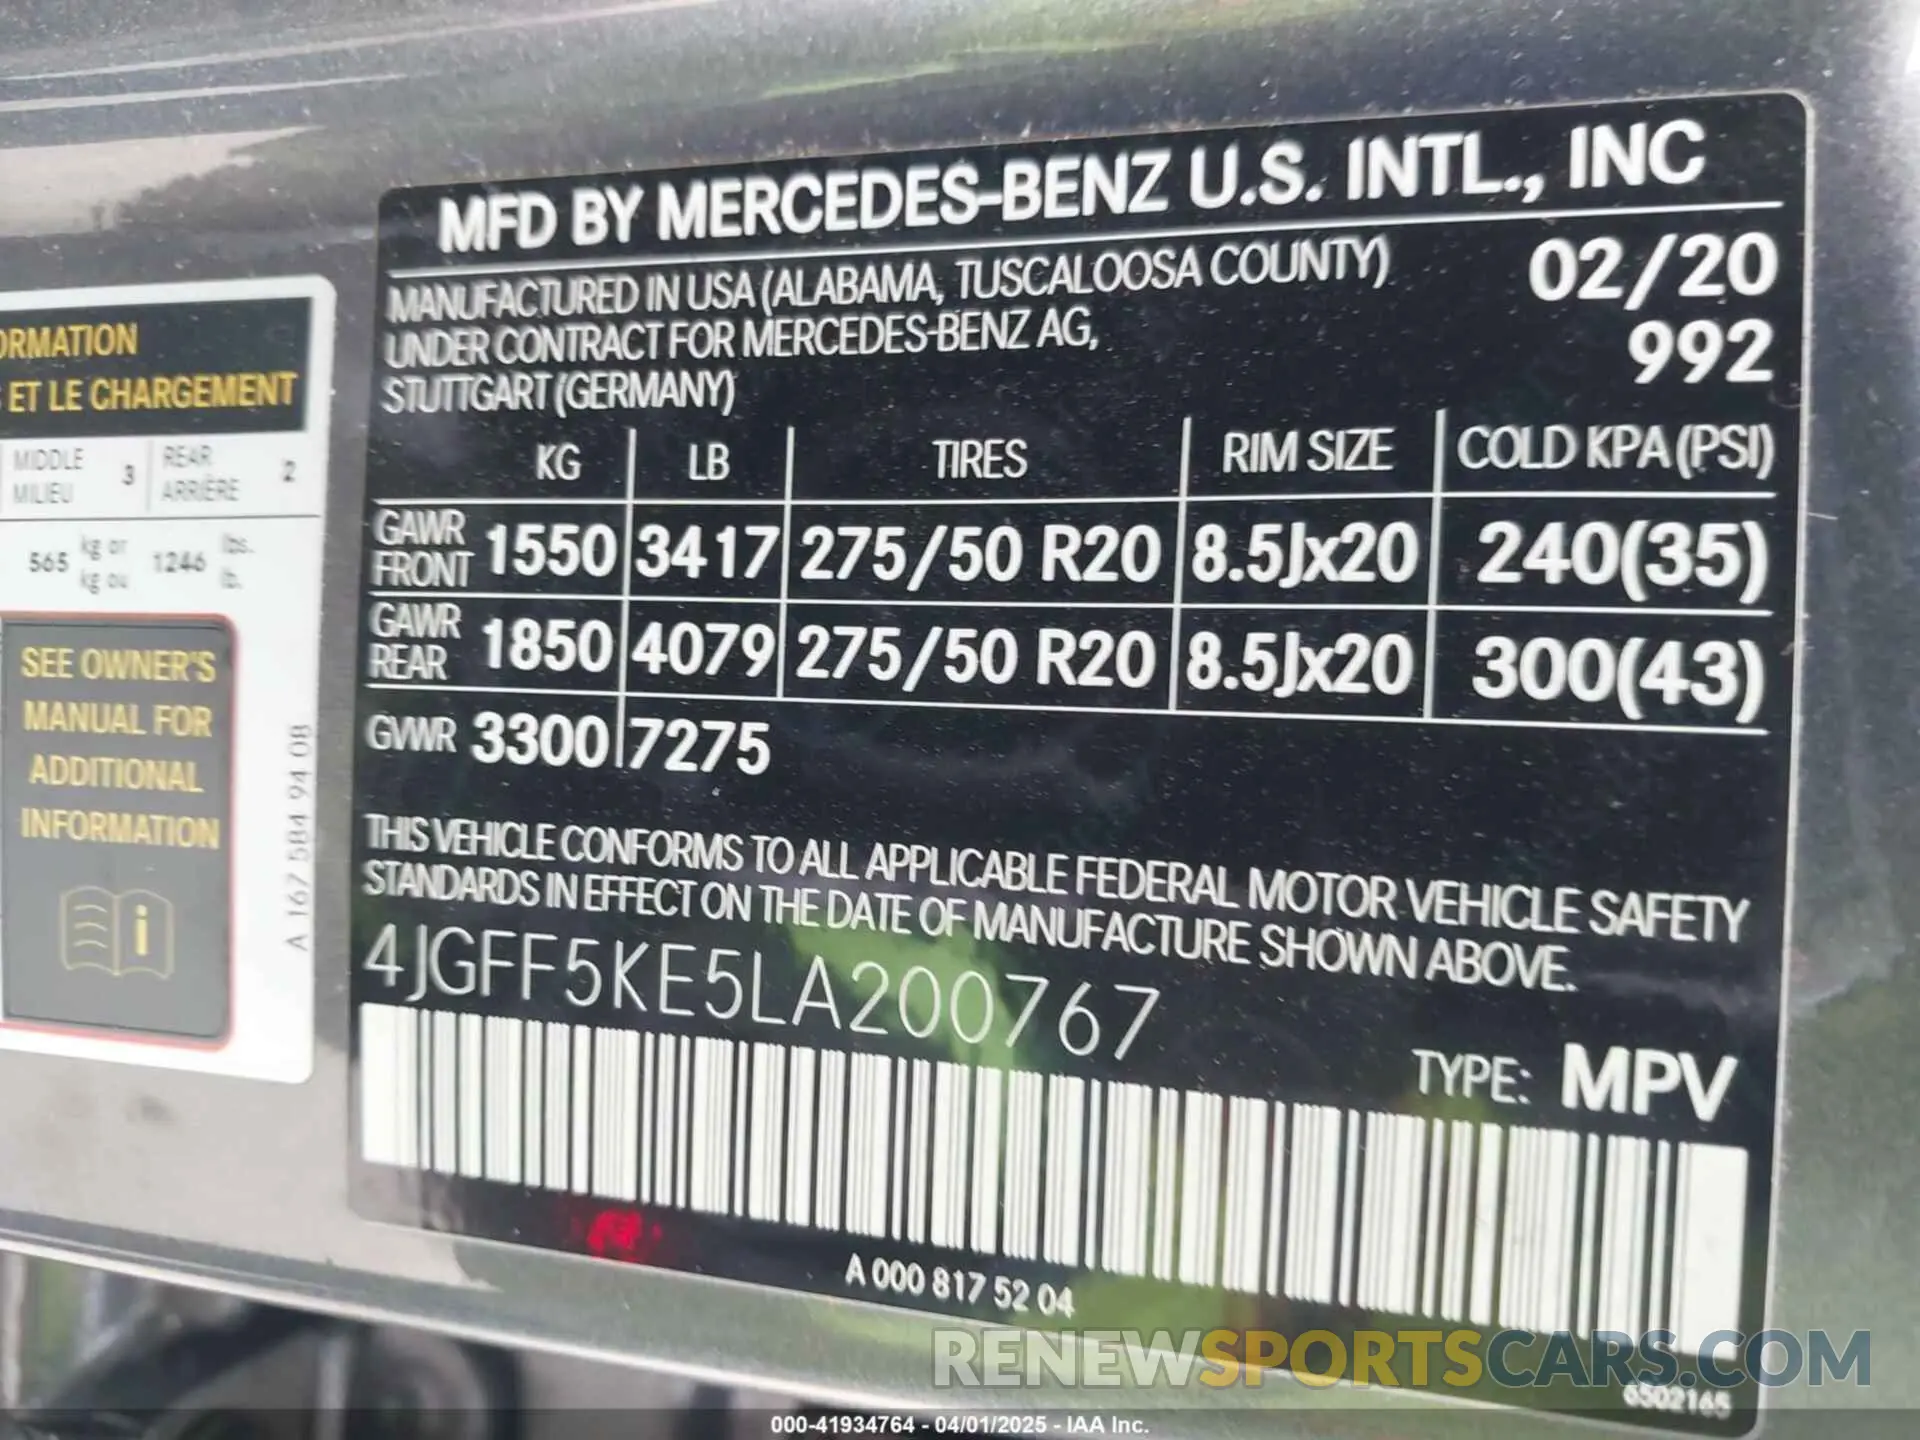 MFD BY MERCEDES-BENZ U.S. INTL., INC
MANUFACTURED IN USA (ALABAMA, TUSCALOOSA COUNTY) 02/20
UNDER CONTRACT FOR MERCEDES-BENZ AG, 992
STUTTGART (GERMANY)
KG LB TIRES RIM SIZE COLD KPA (PSI)
GAWR FRONT 1550 3417 275/50 R20 8.5Jx20 240(35)
GAWR REAR 1850 4079 275/50 R20 8.5Jx20 300(43)
GVWR 3300 7275
THIS VEHICLE CONFORMS TO ALL APPLICABLE FEDERAL MOTOR VEHICLE SAFETY
STANDARDS IN EFFECT ON THE DATE OF MANUFACTURE SHOWN ABOVE.
4JGFF5KE5LA200767
TYPE: MPV
A 000 817 52 04
6502165
ORMATION
ET LE CHARGEMENT
MIDDLE 3 REAR 2
MILIEU ARRIÈRE
565 kg or 1246 lbs.
kg ou lb.
SEE OWNER'S
MANUAL FOR
ADDITIONAL
INFORMATION
i
A 167 584 94 08
RENEWSPORTSCARS.COM
000-41934764 - 04/01/2025 - IAA Inc.